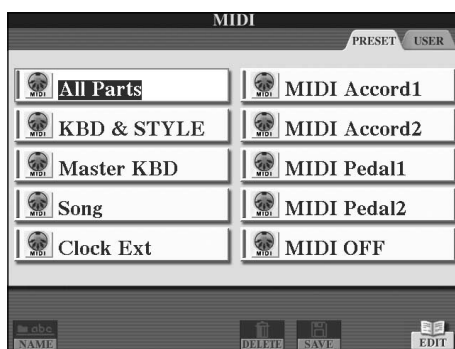 MIDI
PRESET USER
All Parts
KBD & STYLE
Master KBD
Song
Clock Ext
MIDI Accord1
MIDI Accord2
MIDI Pedal1
MIDI Pedal2
MIDI OFF
abc
NAME DELETE SAVE EDIT